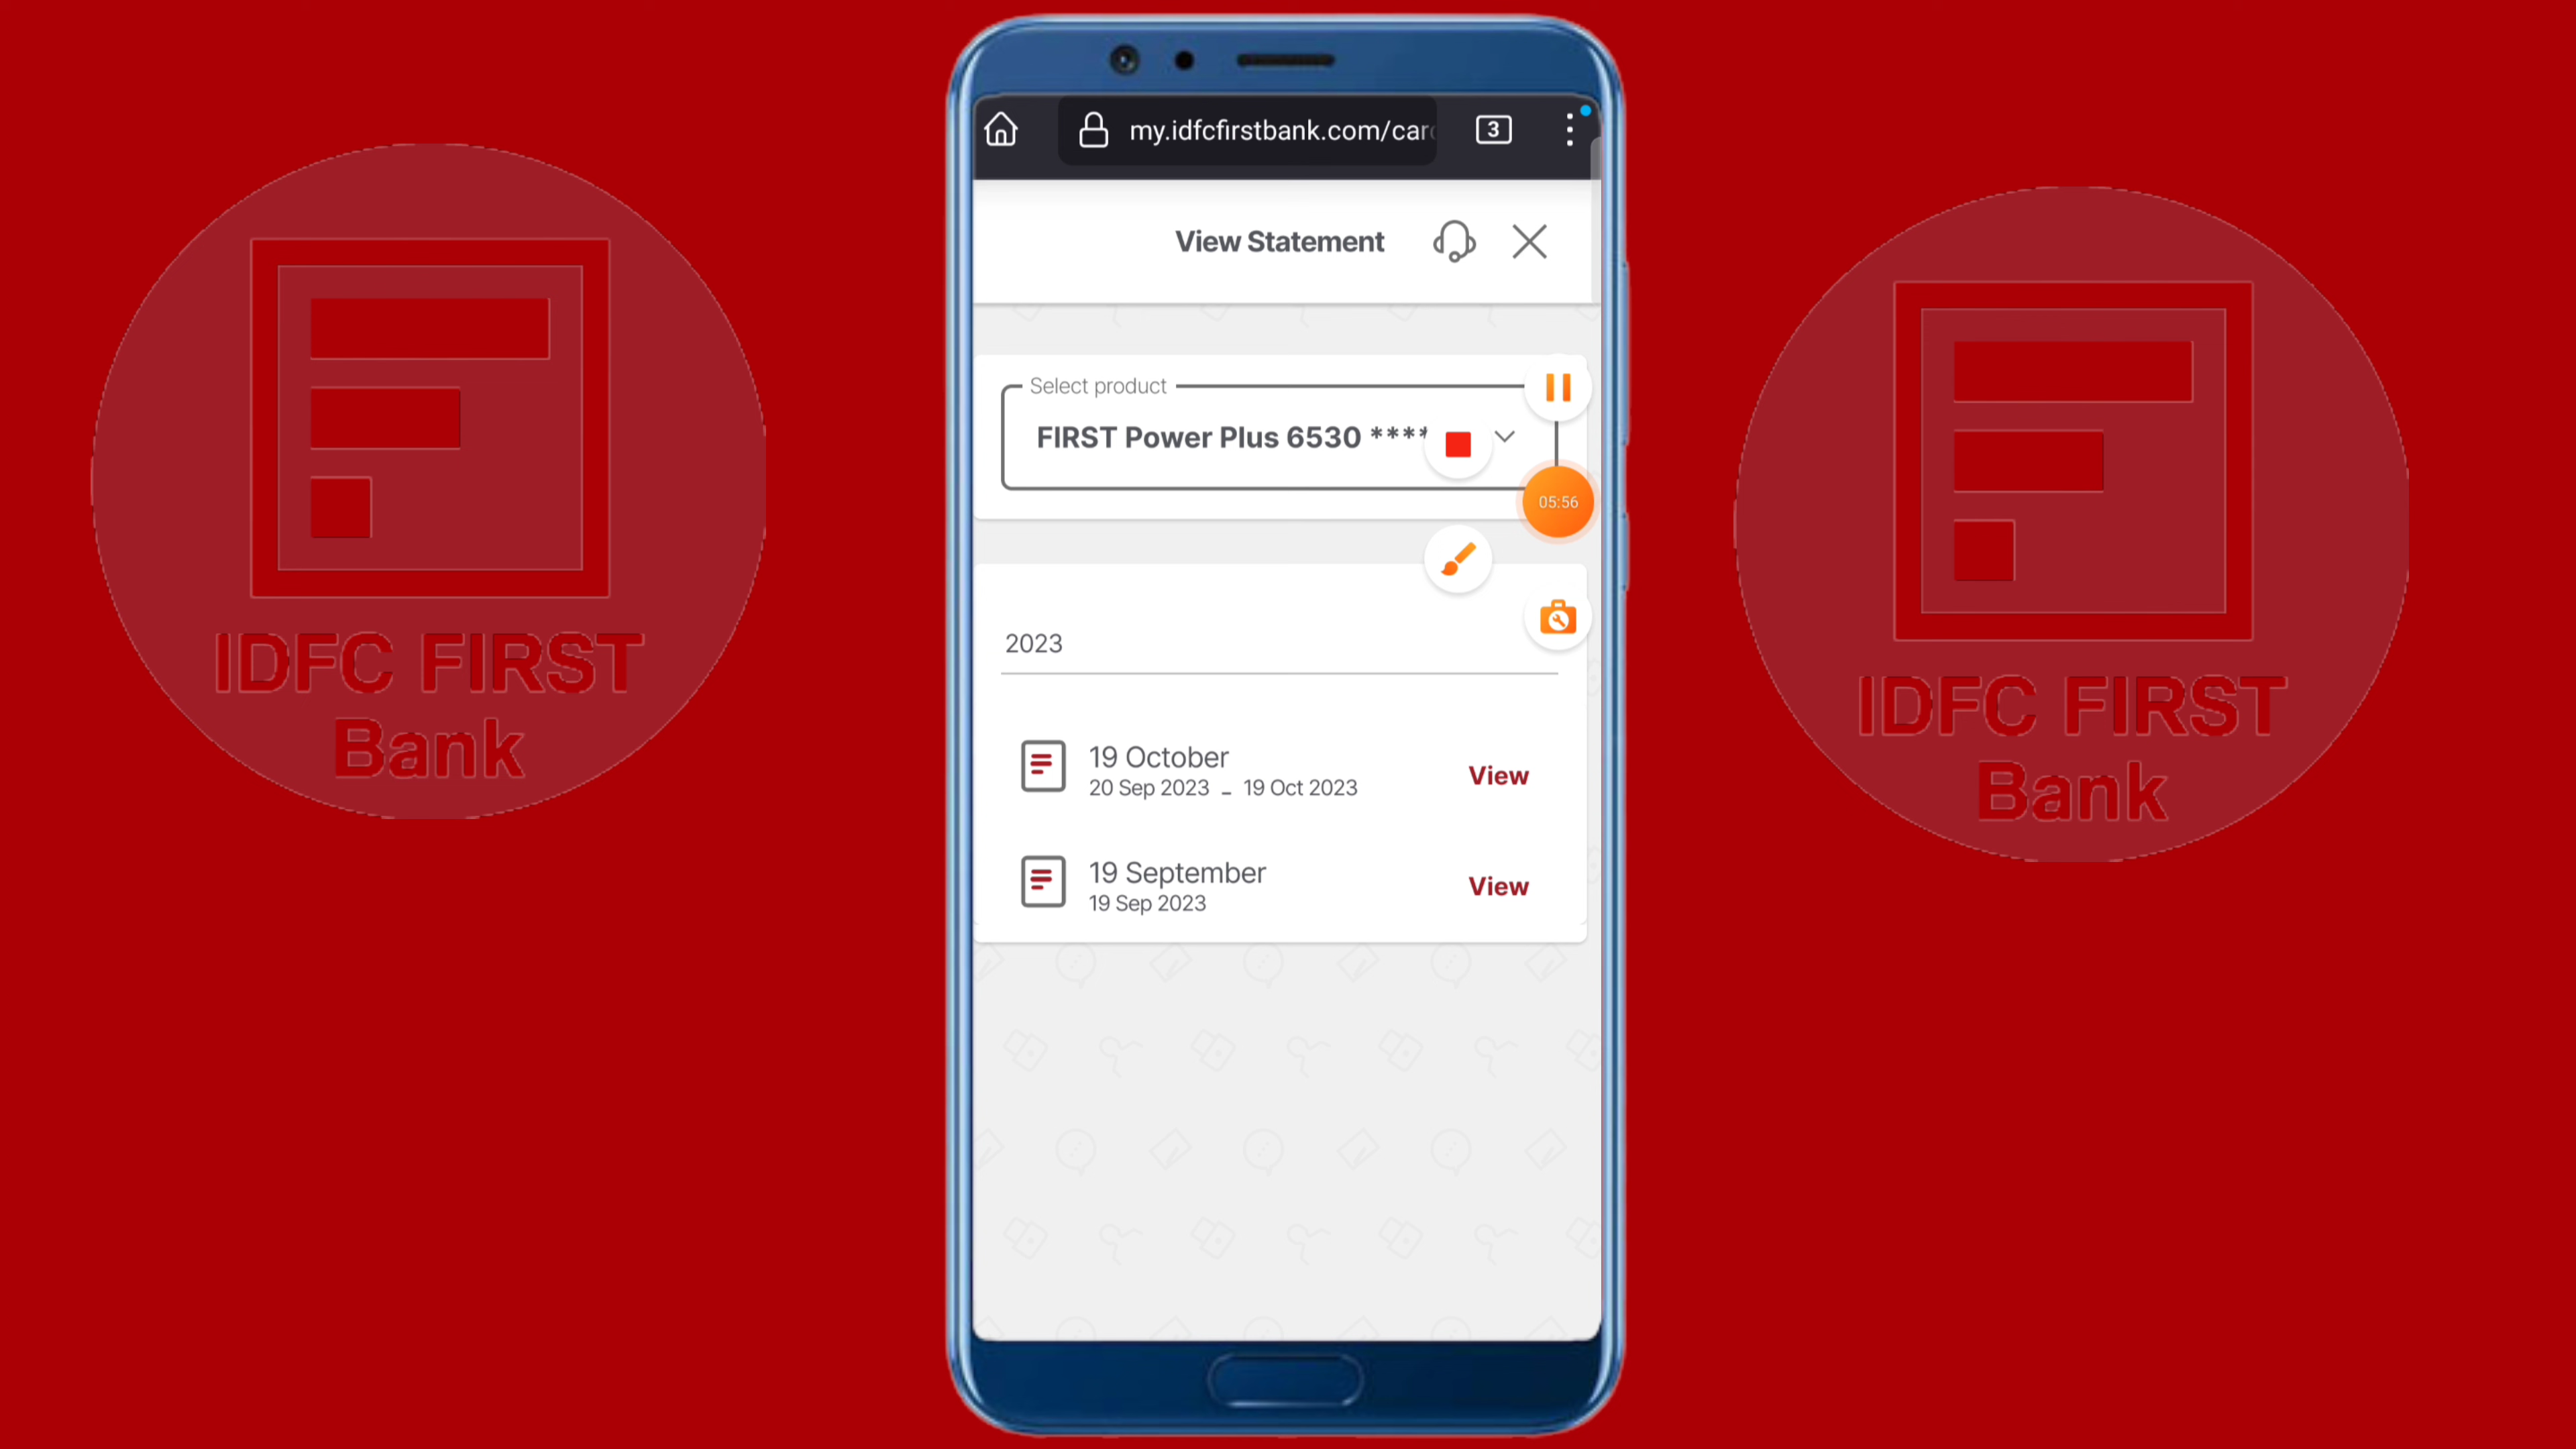 IDFC FIRST
Bank
my.idfcfirstbank.com/car
3
View Statement
Select product
FIRST Power Plus 6530 ****
05:56
2023
19 October
20 Sep 2023 - 19 Oct 2023
View
19 September
19 Sep 2023
View
IDFC FIRST
Bank